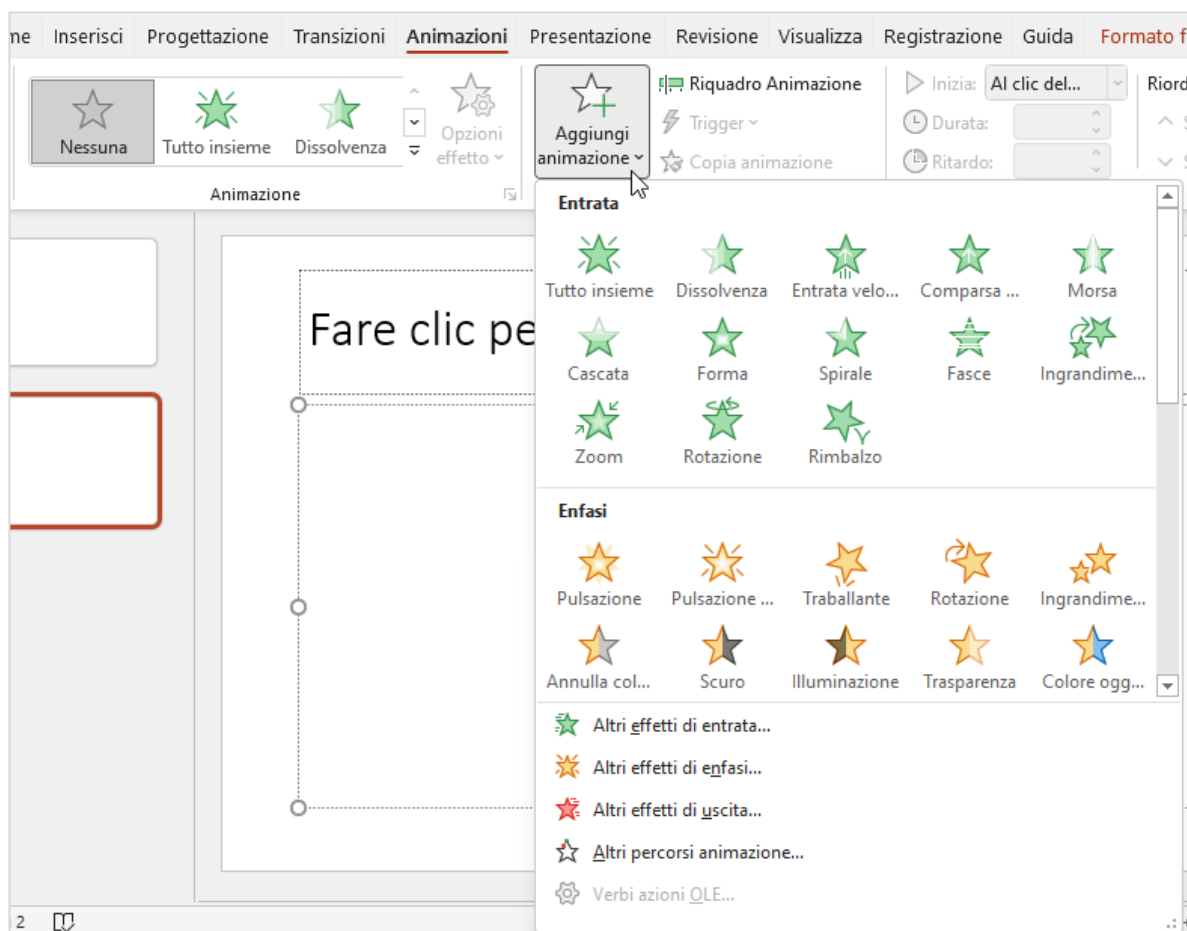 me Inserisci Progettazione Transizioni Animazioni Presentazione Revisione Visualizza Registrazione Guida Formato f
Nessuna Tutto insieme Dissolvenza
Opzioni
effetto
Animazione
Aggiungi
animazione
Riquadro Animazione
Trigger
Copia animazione
Inizia: Al clic del...
Durata:
Ritardo:
Riord
S
S
Fare clic pe
Entrata
Tutto insieme Dissolvenza Entrata velo... Comparsa ... Morsa
Cascata Forma Spirale Fasce Ingrandime...
Zoom Rotazione Rimbalzo
Enfasi
Pulsazione Pulsazione ... Traballante Rotazione Ingrandime...
Annulla col... Scuro Illuminazione Trasparenza Colore ogg...
Altri effetti di entrata...
Altri effetti di enfasi...
Altri effetti di uscita...
Altri percorsi animazione...
Verbi azioni OLE...
2